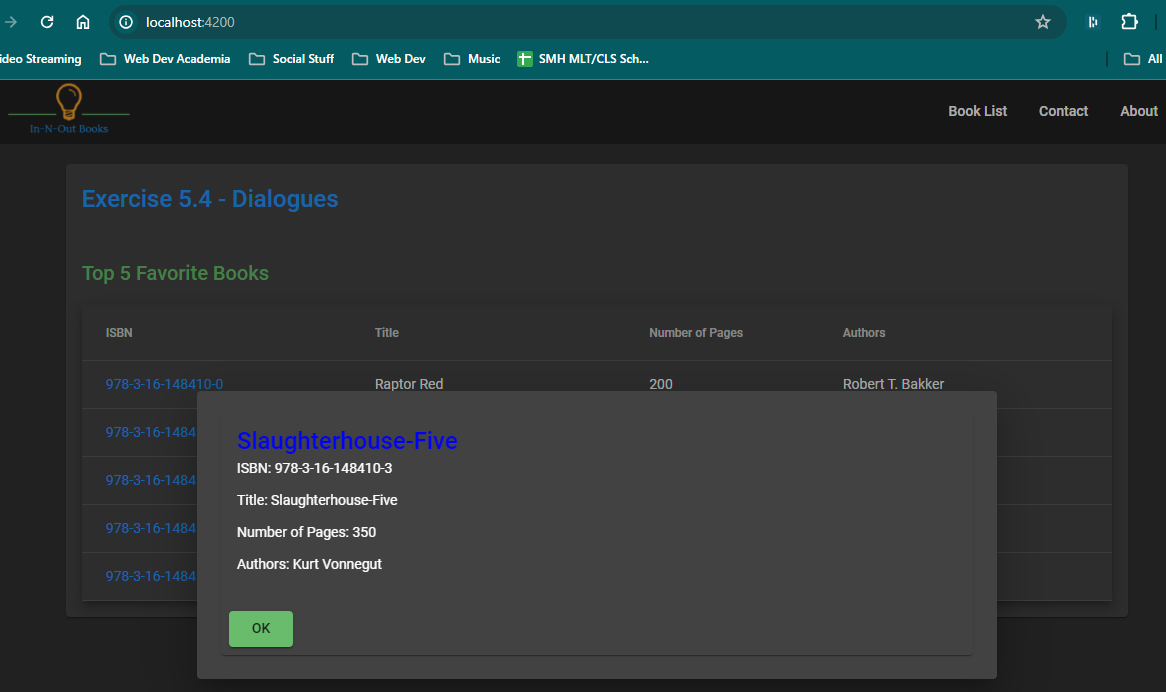 localhost:4200
ideo Streaming Web Dev Academia Social Stuff Web Dev Music SMH MLT/CLS Sch... All
In-N-Out Books
Book List Contact About
Exercise 5.4 - Dialogues
Top 5 Favorite Books
ISBN Title Number of Pages Authors
978-3-16-148410-0 Raptor Red 200 Robert T. Bakker
978-3-16-1484
978-3-16-1484
978-3-16-1484
978-3-16-1484
Slaughterhouse-Five
ISBN: 978-3-16-148410-3
Title: Slaughterhouse-Five
Number of Pages: 350
Authors: Kurt Vonnegut
OK